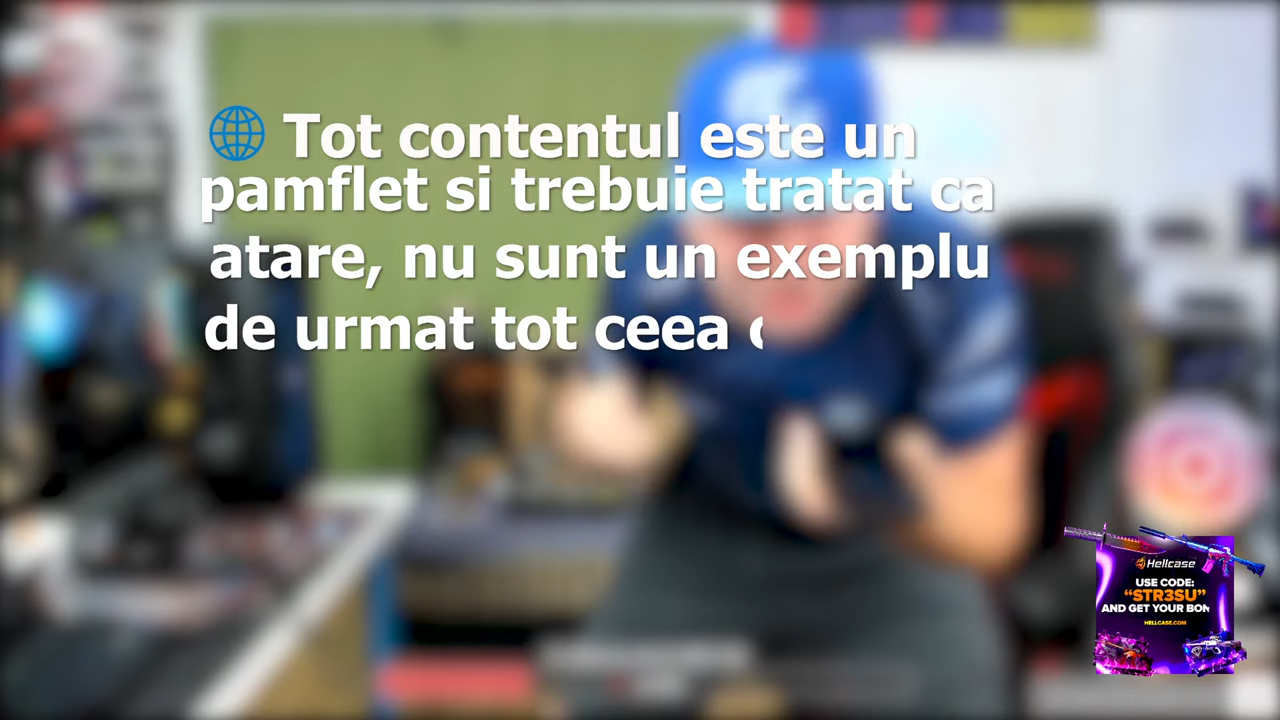 Tot contentul este un
pamflet si trebuie tratat ca
atare, nu sunt un exemplu
de urmat tot ceea
Hellcase
USE CODE:
“STR3SU”
AND GET YOUR
HELLCASE.COM